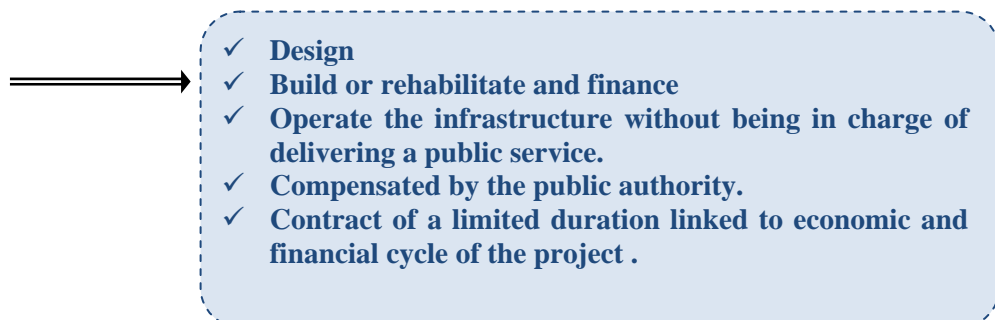 ✓ Design
✓ Build or rehabilitate and finance
✓ Operate the infrastructure without being in charge of
delivering a public service.
✓ Compensated by the public authority.
✓ Contract of a limited duration linked to economic and
financial cycle of the project .